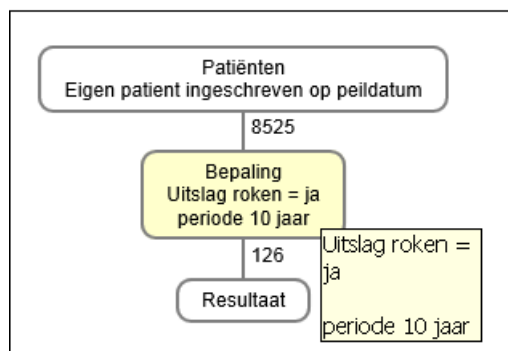 Patiënten
Eigen patient ingeschreven op peildatum
8525
Bepaling
Uitslag roken = ja
periode 10 jaar
126
Resultaat
Uitslag roken =
ja
periode 10 jaar